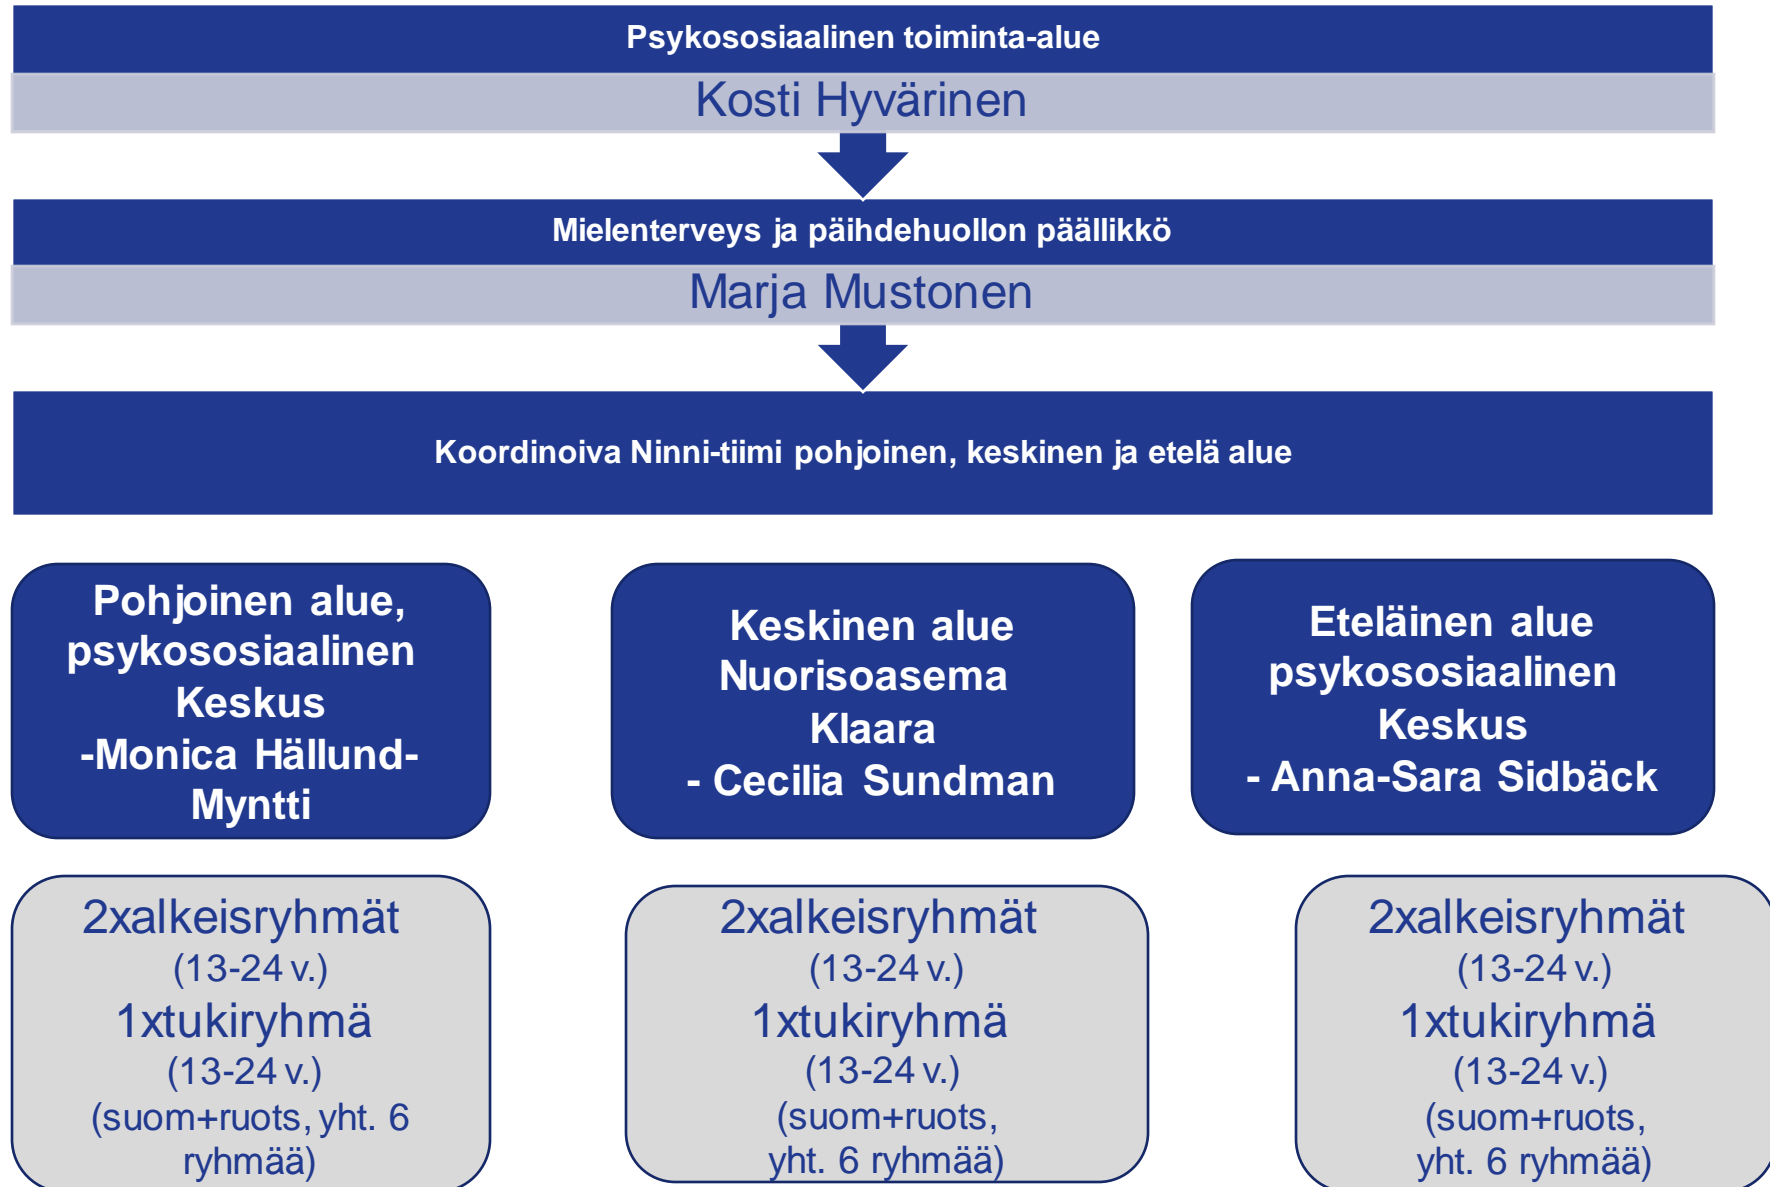 Psykososiaalinen toiminta-alue
Kosti Hyvärinen
Mielenterveys ja päihdehuollon päällikkö
Marja Mustonen
Koordinoiva Ninni-tiimi pohjoinen, keskinen ja etelä alue
Pohjoinen alue,
psykososiaalinen
Keskus
-Monica Hällund-
Myntti
Keskinen alue
Nuorisoasema
Klaara
- Cecilia Sundman
Eteläinen alue
psykososiaalinen
Keskus
- Anna-Sara Sidbäck
2xalkeisryhmät
(13-24 v.)
1xtukiryhmä
(13-24 v.)
(suom+ruots, yht. 6
ryhmää)
2xalkeisryhmät
(13-24 v.)
1xtukiryhmä
(13-24 v.)
(suom+ruots,
yht. 6 ryhmää)
2xalkeisryhmät
(13-24 v.)
1xtukiryhmä
(13-24 v.)
(suom+ruots,
yht. 6 ryhmää)